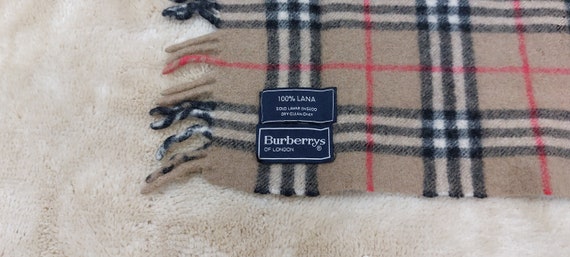 100% LANA
SOLO LAVAR EN SECO
DRY CLEAN ONLY
Burberrys
OF LONDON ®